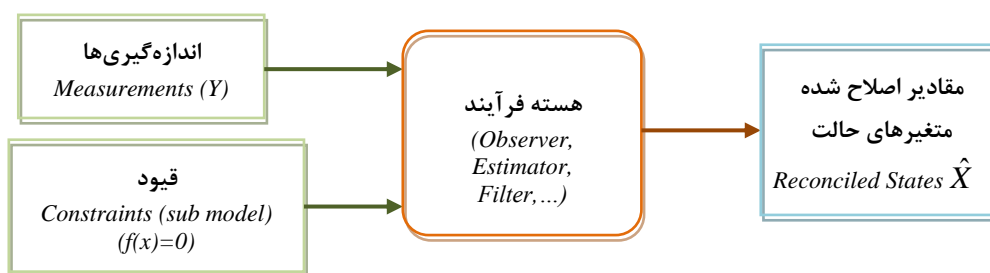 اندازه‌گیری‌ها
Measurements (Y)
قیود
Constraints (sub model)
(f(x)=0)
هسته فرآیند
(Observer,
Estimator,
Filter,...)
مقادیر اصلاح شده
متغیرهای حالت
Reconciled States X̂